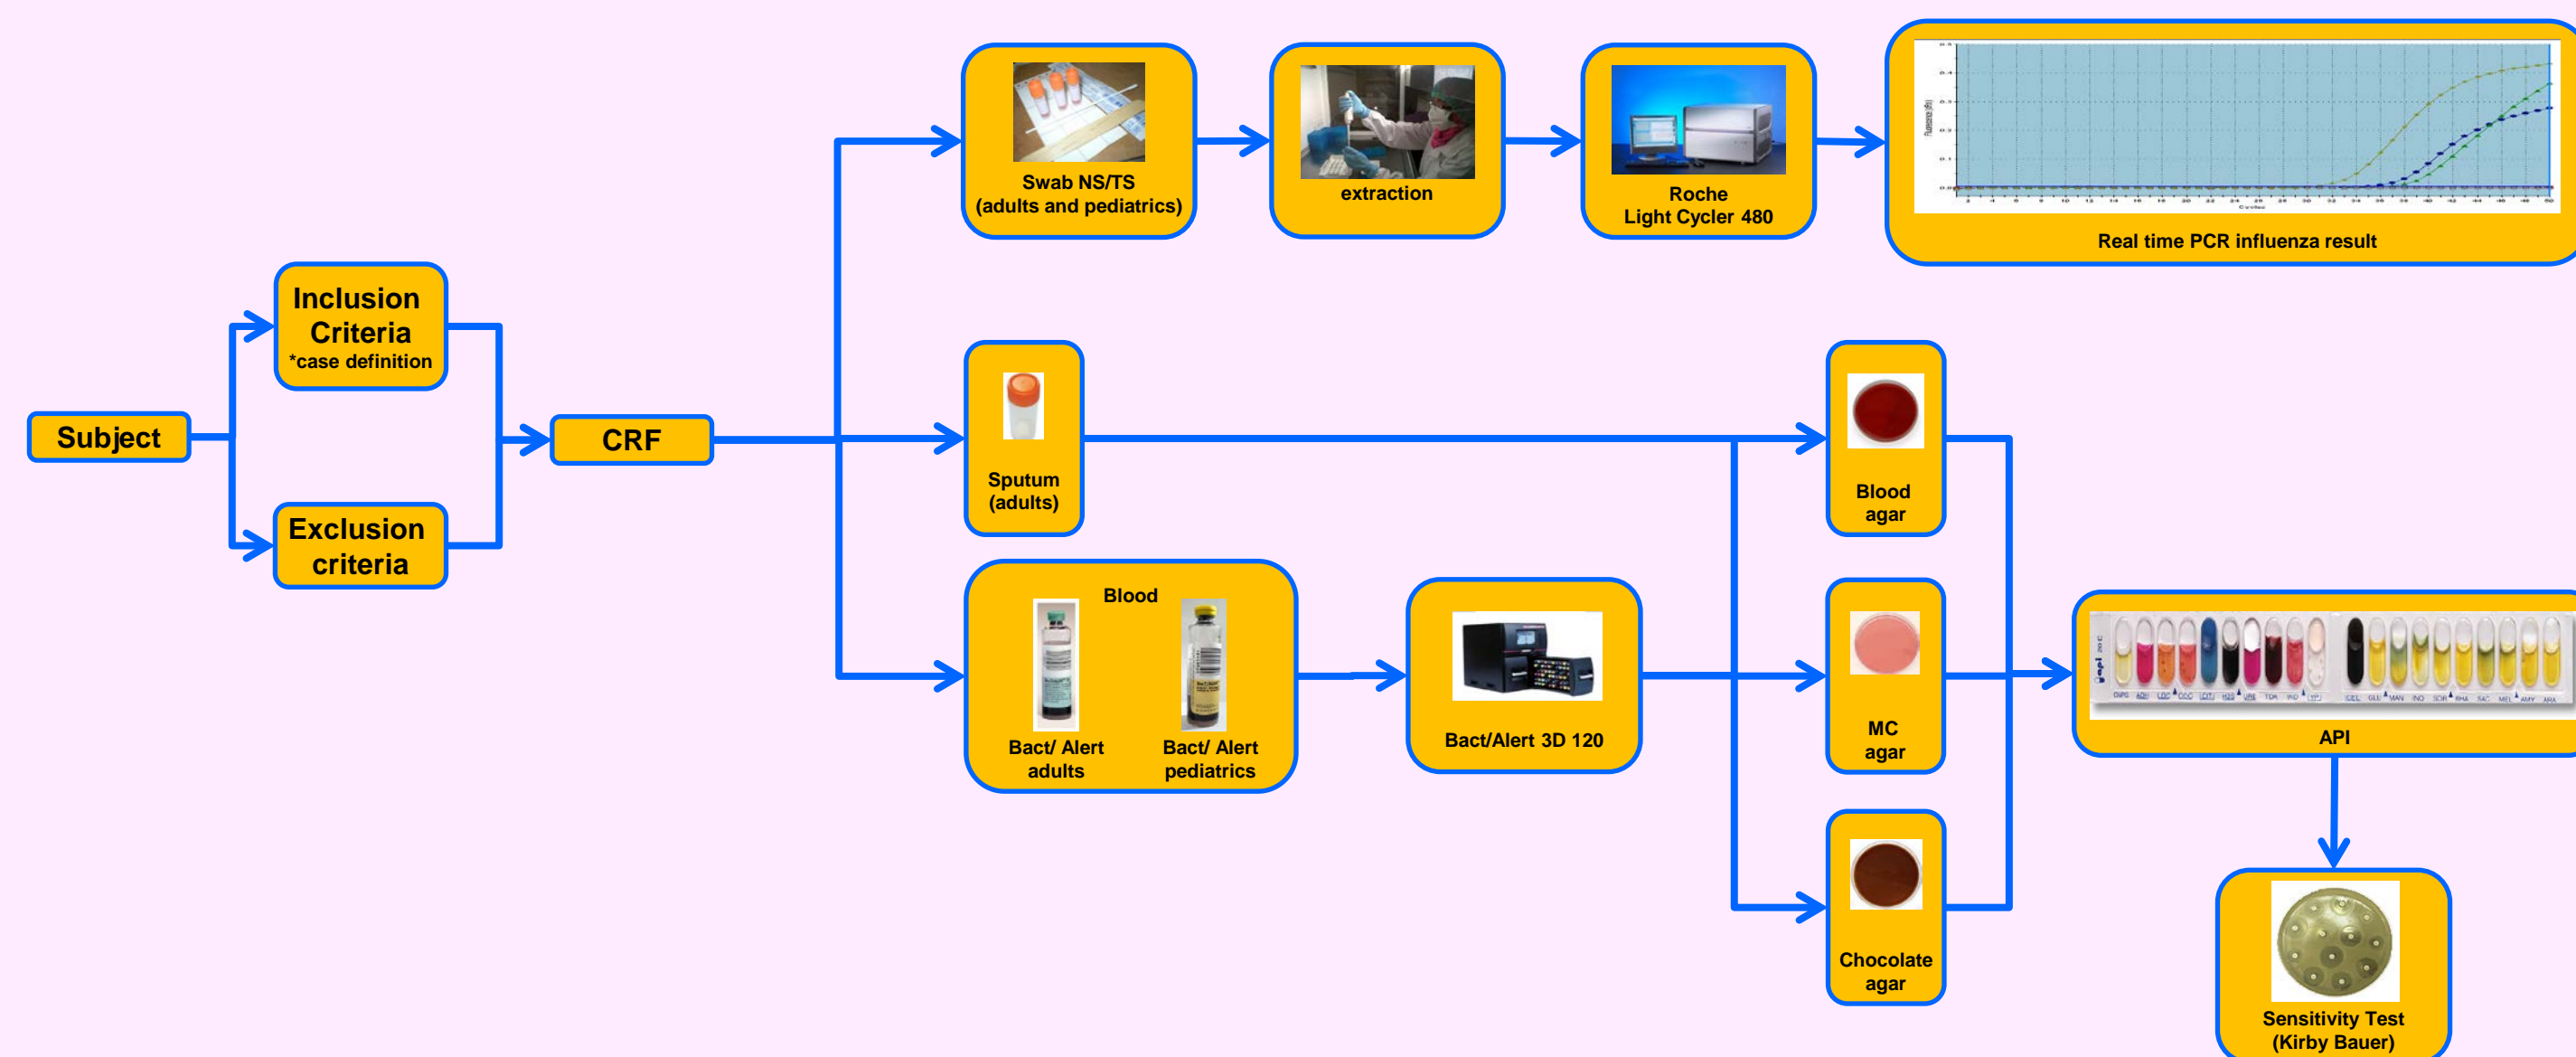 Swab NS/TS
(adults and pediatrics)
extraction
Roche
Light Cycler 480
Real time PCR influenza result
Inclusion
Criteria
*case definition
Subject
CRF
Exclusion
criteria
Sputum
(adults)
Blood
agar
Blood
Bact/ Alert
adults
Bact/ Alert
pediatrics
Bact/Alert 3D 120
MC
agar
API
Chocolate
agar
Sensitivity Test
(Kirby Bauer)